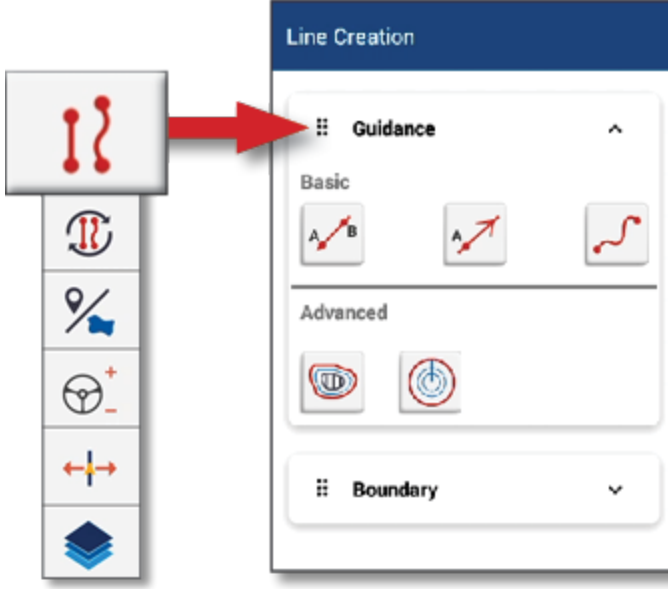 Line Creation
Guidance
Basic
A B
A
Advanced
Boundary